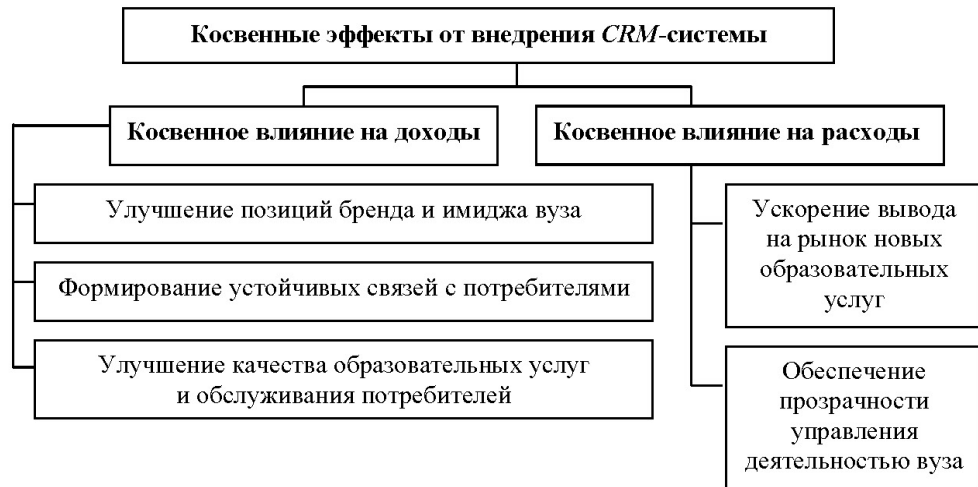 Косвенные эффекты от внедрения CRM-системы
Косвенное влияние на доходы
Улучшение позиций бренда и имиджа вуза
Формирование устойчивых связей с потребителями
Улучшение качества образовательных услуг
и обслуживания потребителей
Косвенное влияние на расходы
Ускорение вывода
на рынок новых
образовательных
услуг
Обеспечение
прозрачности
управления
деятельностью вуза